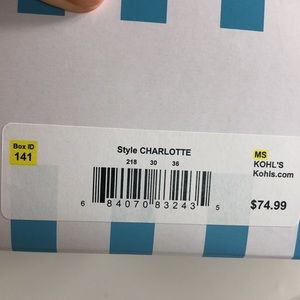 Style CHARLOTTE
218 30 36
Box ID
141
MS
KOHL'S
Kohls.com
$74.99
6 84070 83243 5